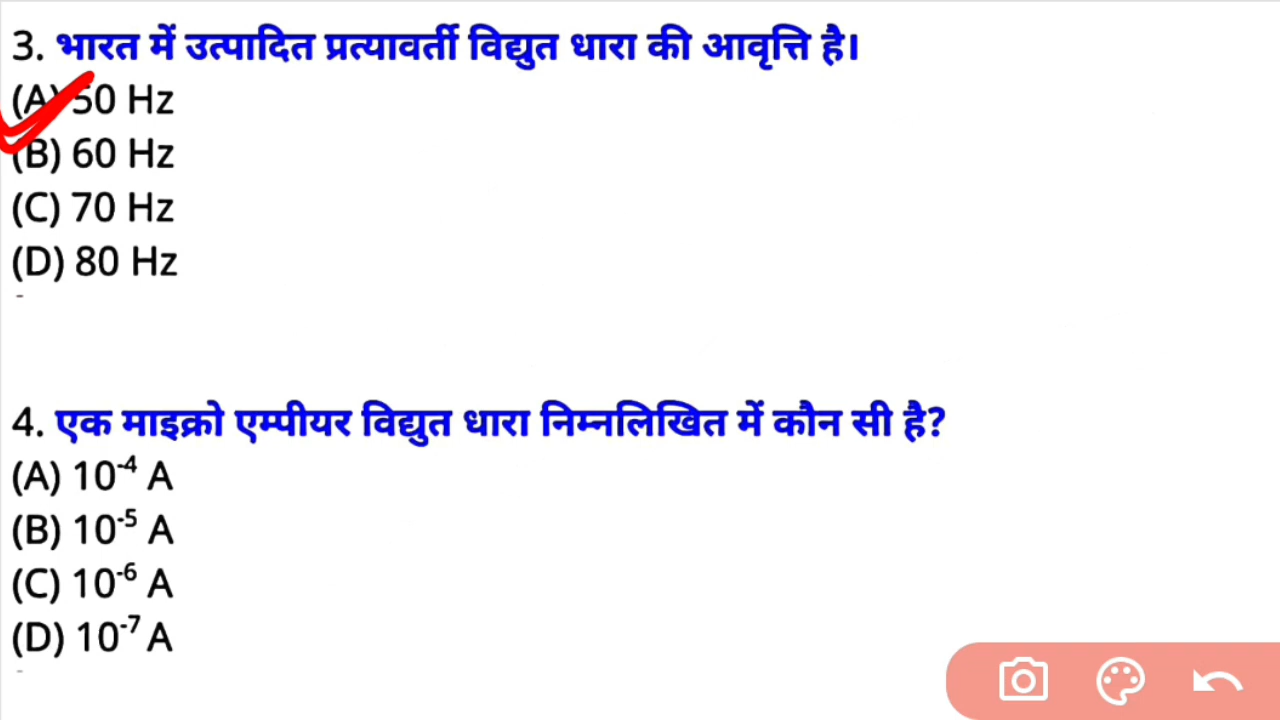 3. भारत में उत्पादित प्रत्यावर्ती विद्युत धारा की आवृत्ति है।
(A) 50 Hz
(B) 60 Hz
(C) 70 Hz
(D) 80 Hz
4. एक माइक्रो एम्पीयर विद्युत धारा निम्नलिखित में कौन सी है?
(A) 10⁻⁴ A
(B) 10⁻⁵ A
(C) 10⁻⁶ A
(D) 10⁻⁷ A